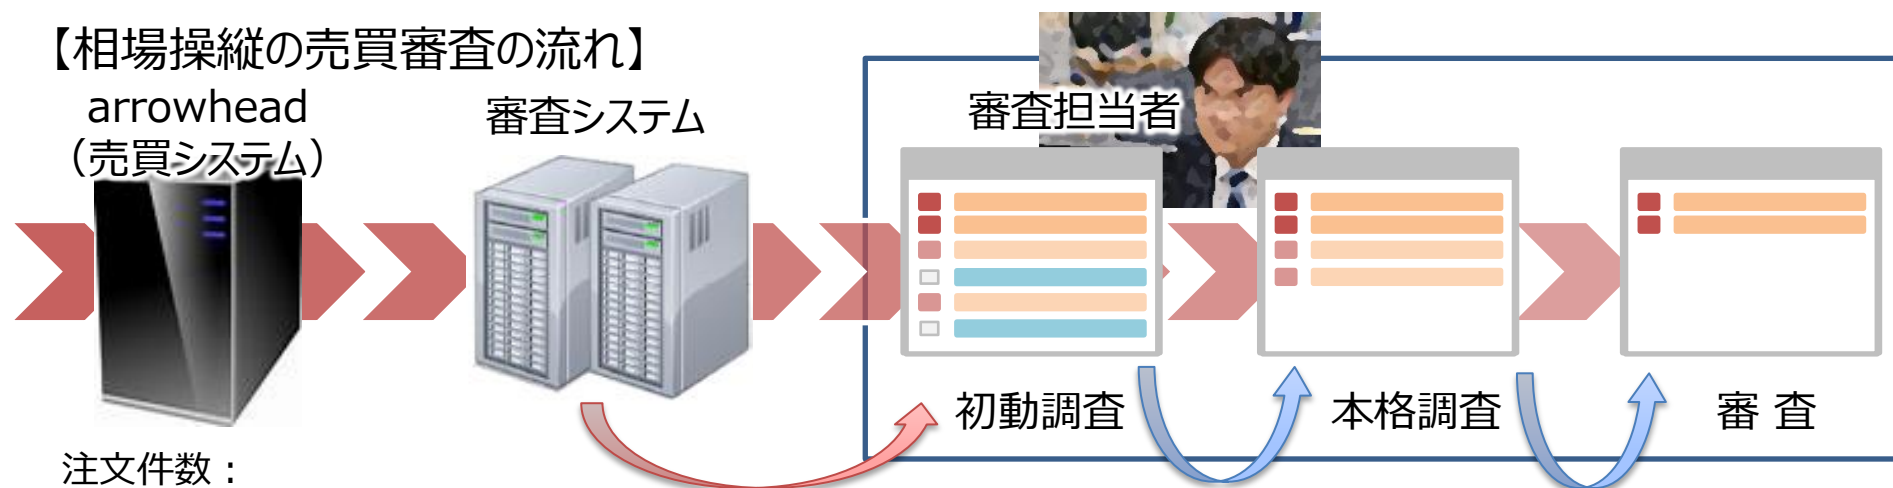 【相場操縦の売買審査の流れ】
arrowhead
（売買システム）
審査システム
審査担当者
初動調査
本格調査
審 査
注文件数：